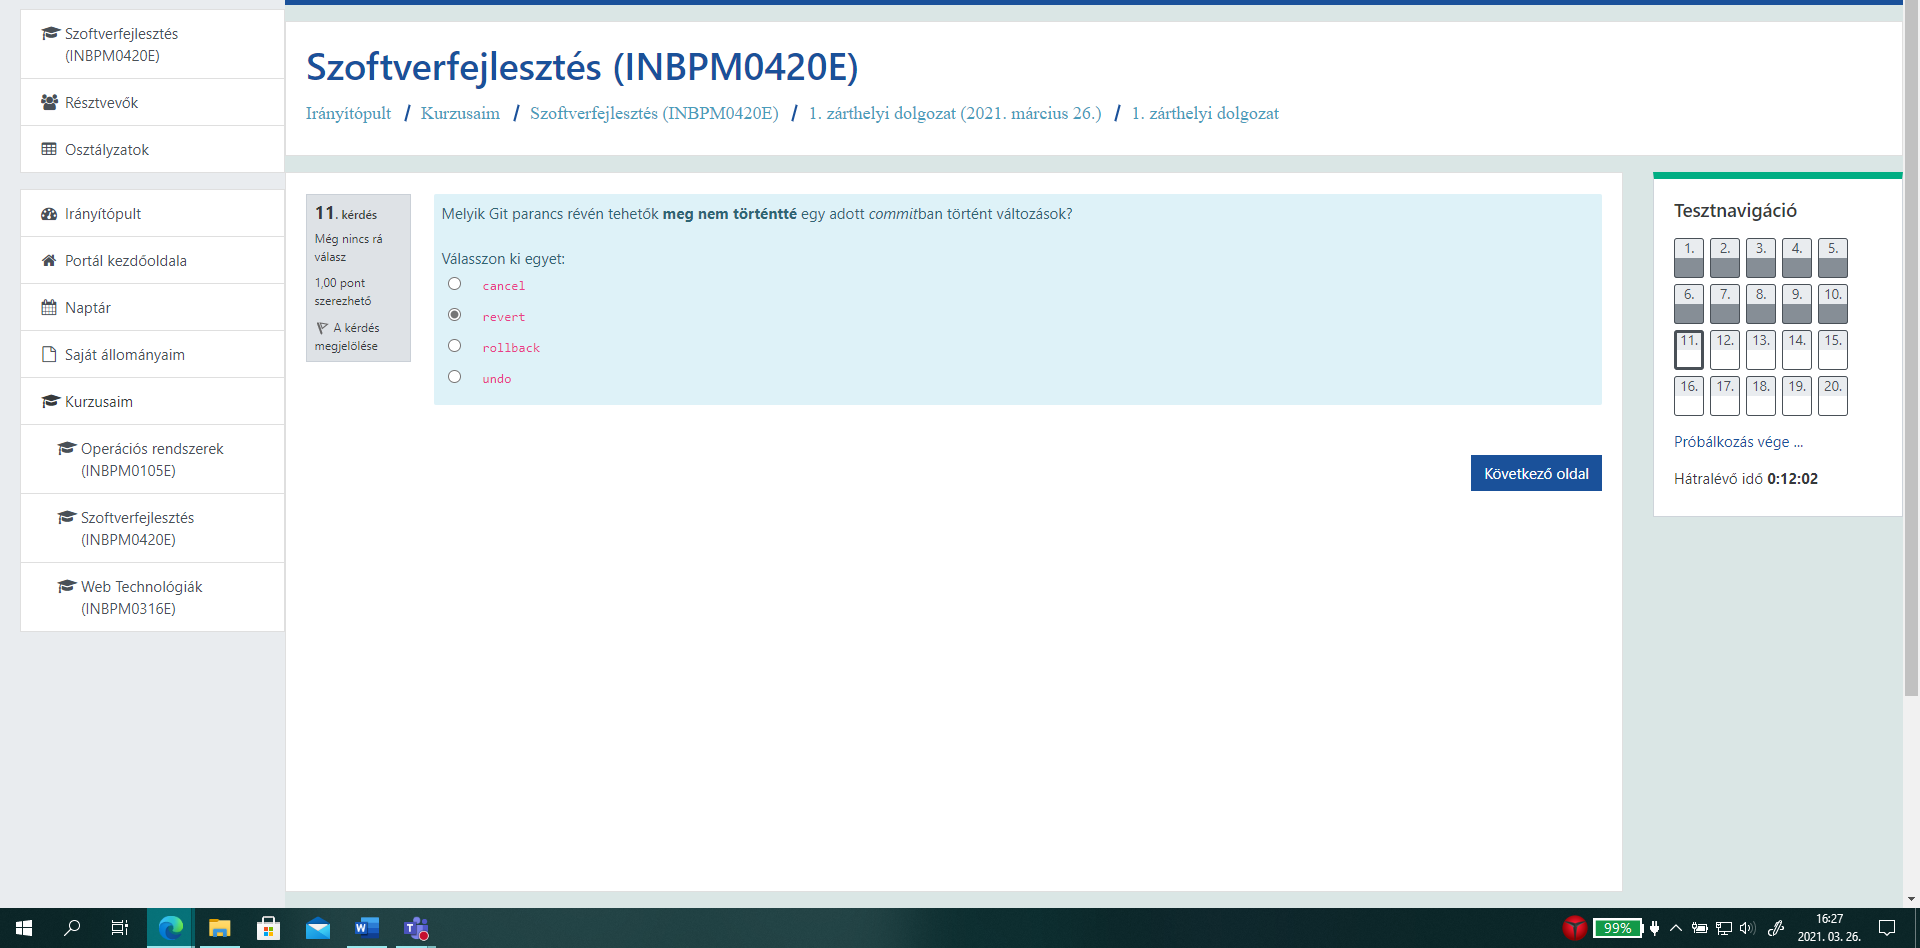 Szoftverfejlesztés
(INBPM0420E)
Résztvevők
Osztályzatok
Irányítópult
Portál kezdőoldala
Naptár
Saját állományaim
Kurzusaim
Operációs rendszerek
(INBPM0105E)
Szoftverfejlesztés
(INBPM0420E)
Web Technológiák
(INBPM0316E)
Szoftverfejlesztés (INBPM0420E)
Irányítópult / Kurzusaim / Szoftverfejlesztés (INBPM0420E) / 1. zárthelyi dolgozat (2021. március 26.) / 1. zárthelyi dolgozat
11. kérdés
Még nincs rá
válasz
1,00 pont
szerezhető
A kérdés
megjelölése
Melyik Git parancs révén tehetők meg nem történtté egy adott commitban történt változások?
Válasszon ki egyet:
cancel
revert
rollback
undo
Következő oldal
Tesztnavigáció
1. 2. 3. 4. 5.
6. 7. 8. 9. 10.
11. 12. 13. 14. 15.
16. 17. 18. 19. 20.
Próbálkozás vége ...
Hátralévő idő 0:12:02
99%
16:27
2021. 03. 26.